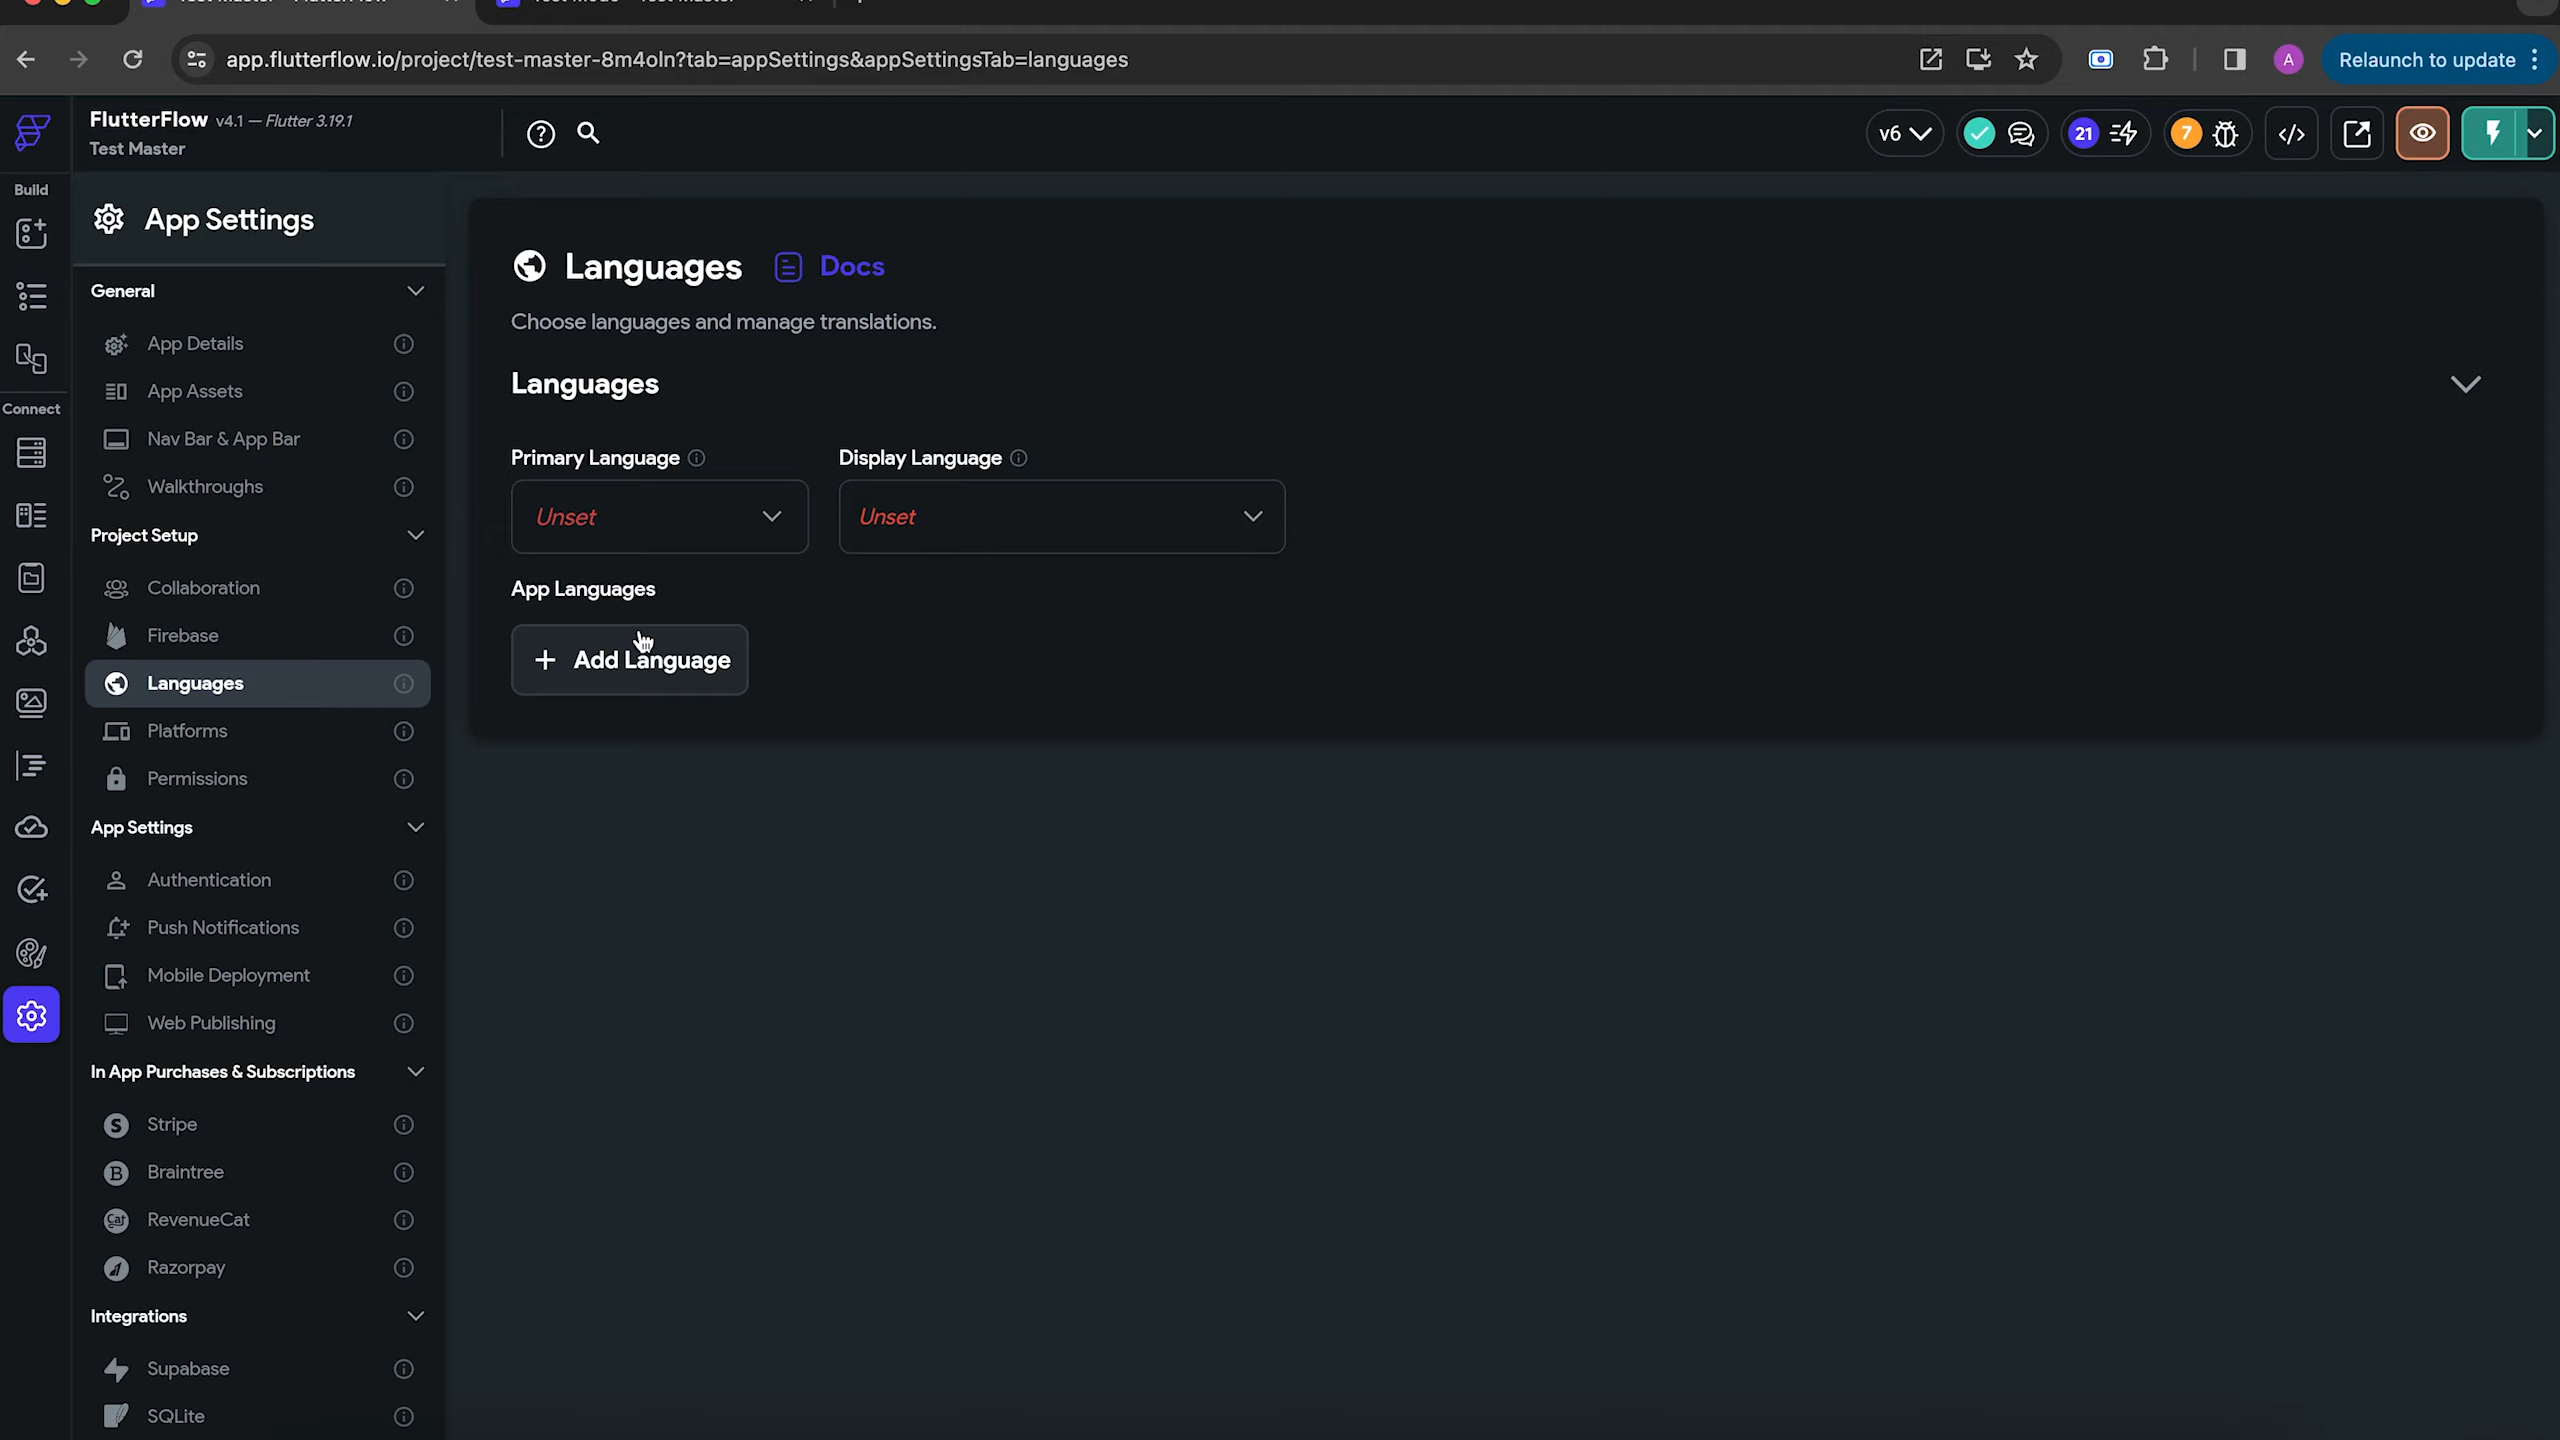 app.flutterflow.io/project/test-master-8m4oln?tab=appSettings&appSettingsTab=languages
A
Relaunch to update
FlutterFlow v4.1 — Flutter 3.19.1
Test Master
v6
21
7
Build
Connect
App Settings
General
App Details
App Assets
Nav Bar & App Bar
Walkthroughs
Project Setup
Collaboration
Firebase
Languages
Platforms
Permissions
App Settings
Authentication
Push Notifications
Mobile Deployment
Web Publishing
In App Purchases & Subscriptions
Stripe
Braintree
RevenueCat
Razorpay
Integrations
Supabase
SQLite
Languages Docs
Choose languages and manage translations.
Languages
Primary Language Display Language
Unset Unset
App Languages
+ Add Language